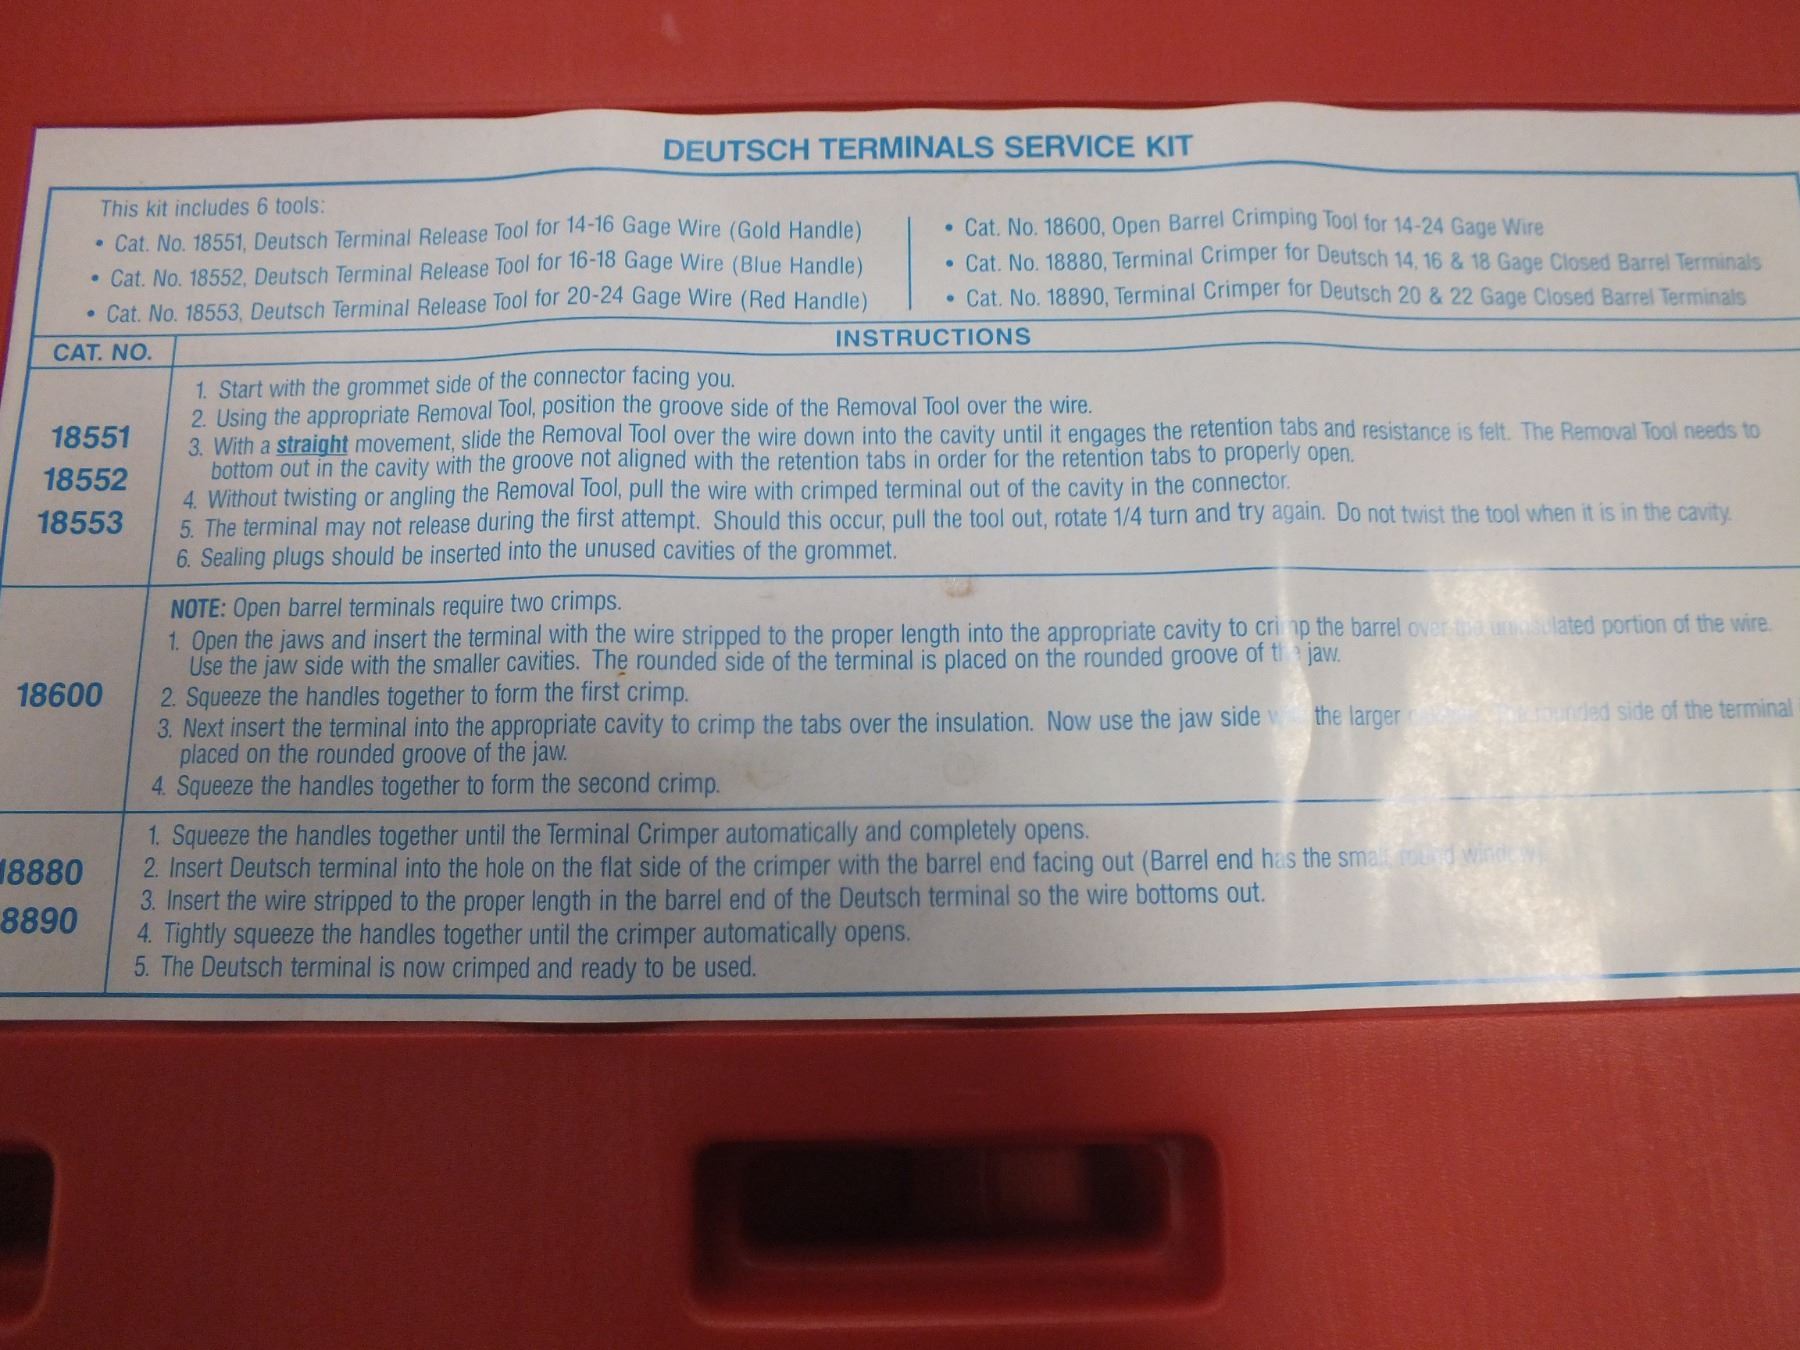 DEUTSCH TERMINALS SERVICE KIT
This kit includes 6 tools:
• Cat. No. 18551, Deutsch Terminal Release Tool for 14-16 Gage Wire (Gold Handle)
• Cat. No. 18552, Deutsch Terminal Release Tool for 16-18 Gage Wire (Blue Handle)
• Cat. No. 18553, Deutsch Terminal Release Tool for 20-24 Gage Wire (Red Handle)
• Cat. No. 18600, Open Barrel Crimping Tool for 14-24 Gage Wire
• Cat. No. 18880, Terminal Crimper for Deutsch 14, 16 & 18 Gage Closed Barrel Terminals
• Cat. No. 18890, Terminal Crimper for Deutsch 20 & 22 Gage Closed Barrel Terminals
CAT. NO.
INSTRUCTIONS
18551
18552
18553
1. Start with the grommet side of the connector facing you.
2. Using the appropriate Removal Tool, position the groove side of the Removal Tool over the wire.
3. With a straight movement, slide the Removal Tool over the wire down into the cavity until it engages the retention tabs and resistance is felt. The Removal Tool needs to
bottom out in the cavity with the groove not aligned with the retention tabs in order for the retention tabs to properly open.
4. Without twisting or angling the Removal Tool, pull the wire with crimped terminal out of the cavity in the connector.
5. The terminal may not release during the first attempt. Should this occur, pull the tool out, rotate 1/4 turn and try again. Do not twist the tool when it is in the cavity.
6. Sealing plugs should be inserted into the unused cavities of the grommet.
18600
NOTE: Open barrel terminals require two crimps.
1. Open the jaws and insert the terminal with the wire stripped to the proper length into the appropriate cavity to crimp the barrel over the uninsulated portion of the wire.
Use the jaw side with the smaller cavities. The rounded side of the terminal is placed on the rounded groove of the jaw.
2. Squeeze the handles together to form the first crimp.
3. Next insert the terminal into the appropriate cavity to crimp the tabs over the insulation. Now use the jaw side the larger rounded side of the terminal
placed on the rounded groove of the jaw.
4. Squeeze the handles together to form the second crimp.
18880
8890
1. Squeeze the handles together until the Terminal Crimper automatically and completely opens.
2. Insert Deutsch terminal into the hole on the flat side of the crimper with the barrel end facing out (Barrel end has the small round window).
3. Insert the wire stripped to the proper length in the barrel end of the Deutsch terminal so the wire bottoms out.
4. Tightly squeeze the handles together until the crimper automatically opens.
5. The Deutsch terminal is now crimped and ready to be used.